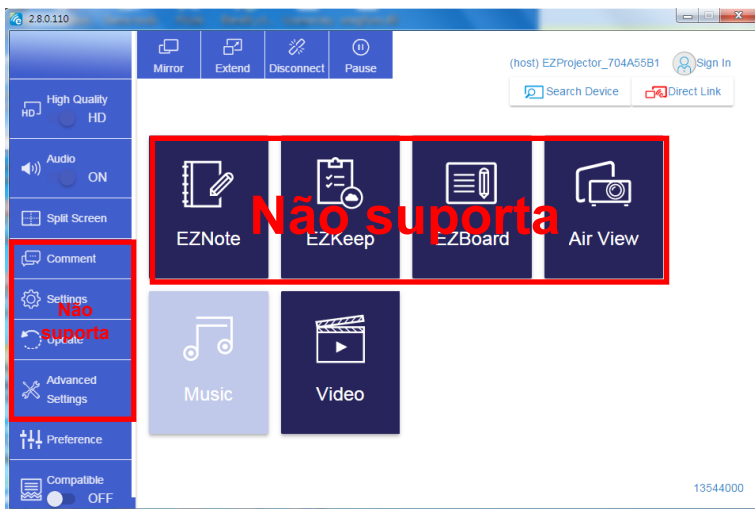 2.8.0.110
Mirror
Extend
Disconnect
Pause
(host) EZProjector_704A55B1
Sign In
Search Device
Direct Link
High Quality
HD
HD
Audio
ON
Split Screen
Comment
Settings
Não
suporta
Update
Advanced
Settings
Preference
Compatible
OFF
EZNote
EZKeep
EZBoard
Air View
Não suporta
Music
Video
13544000